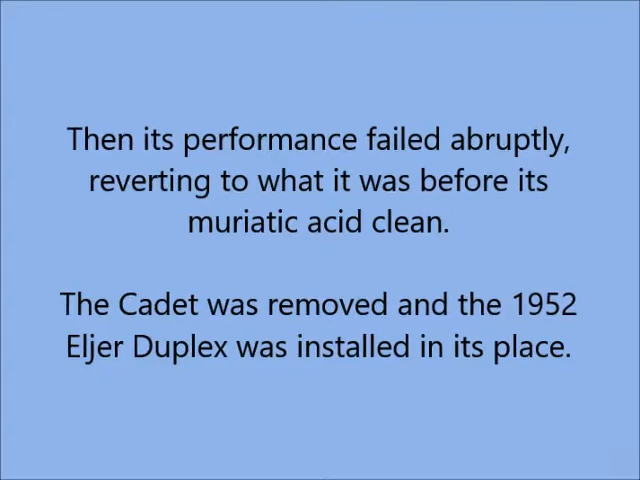 Then its performance failed abruptly,
reverting to what it was before its
muriatic acid clean.
The Cadet was removed and the 1952
Eljer Duplex was installed in its place.